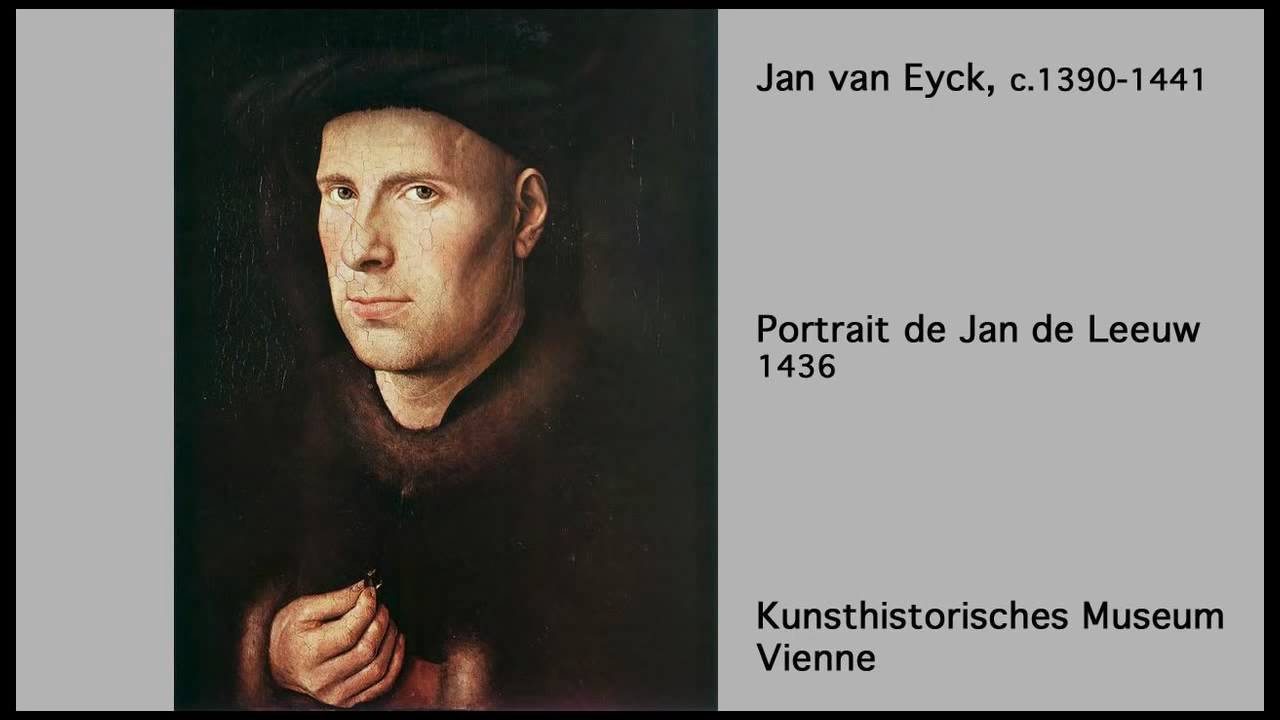 Jan van Eyck, c.1390-1441
Portrait de Jan de Leeuw
1436
Kunsthistorisches Museum
Vienne